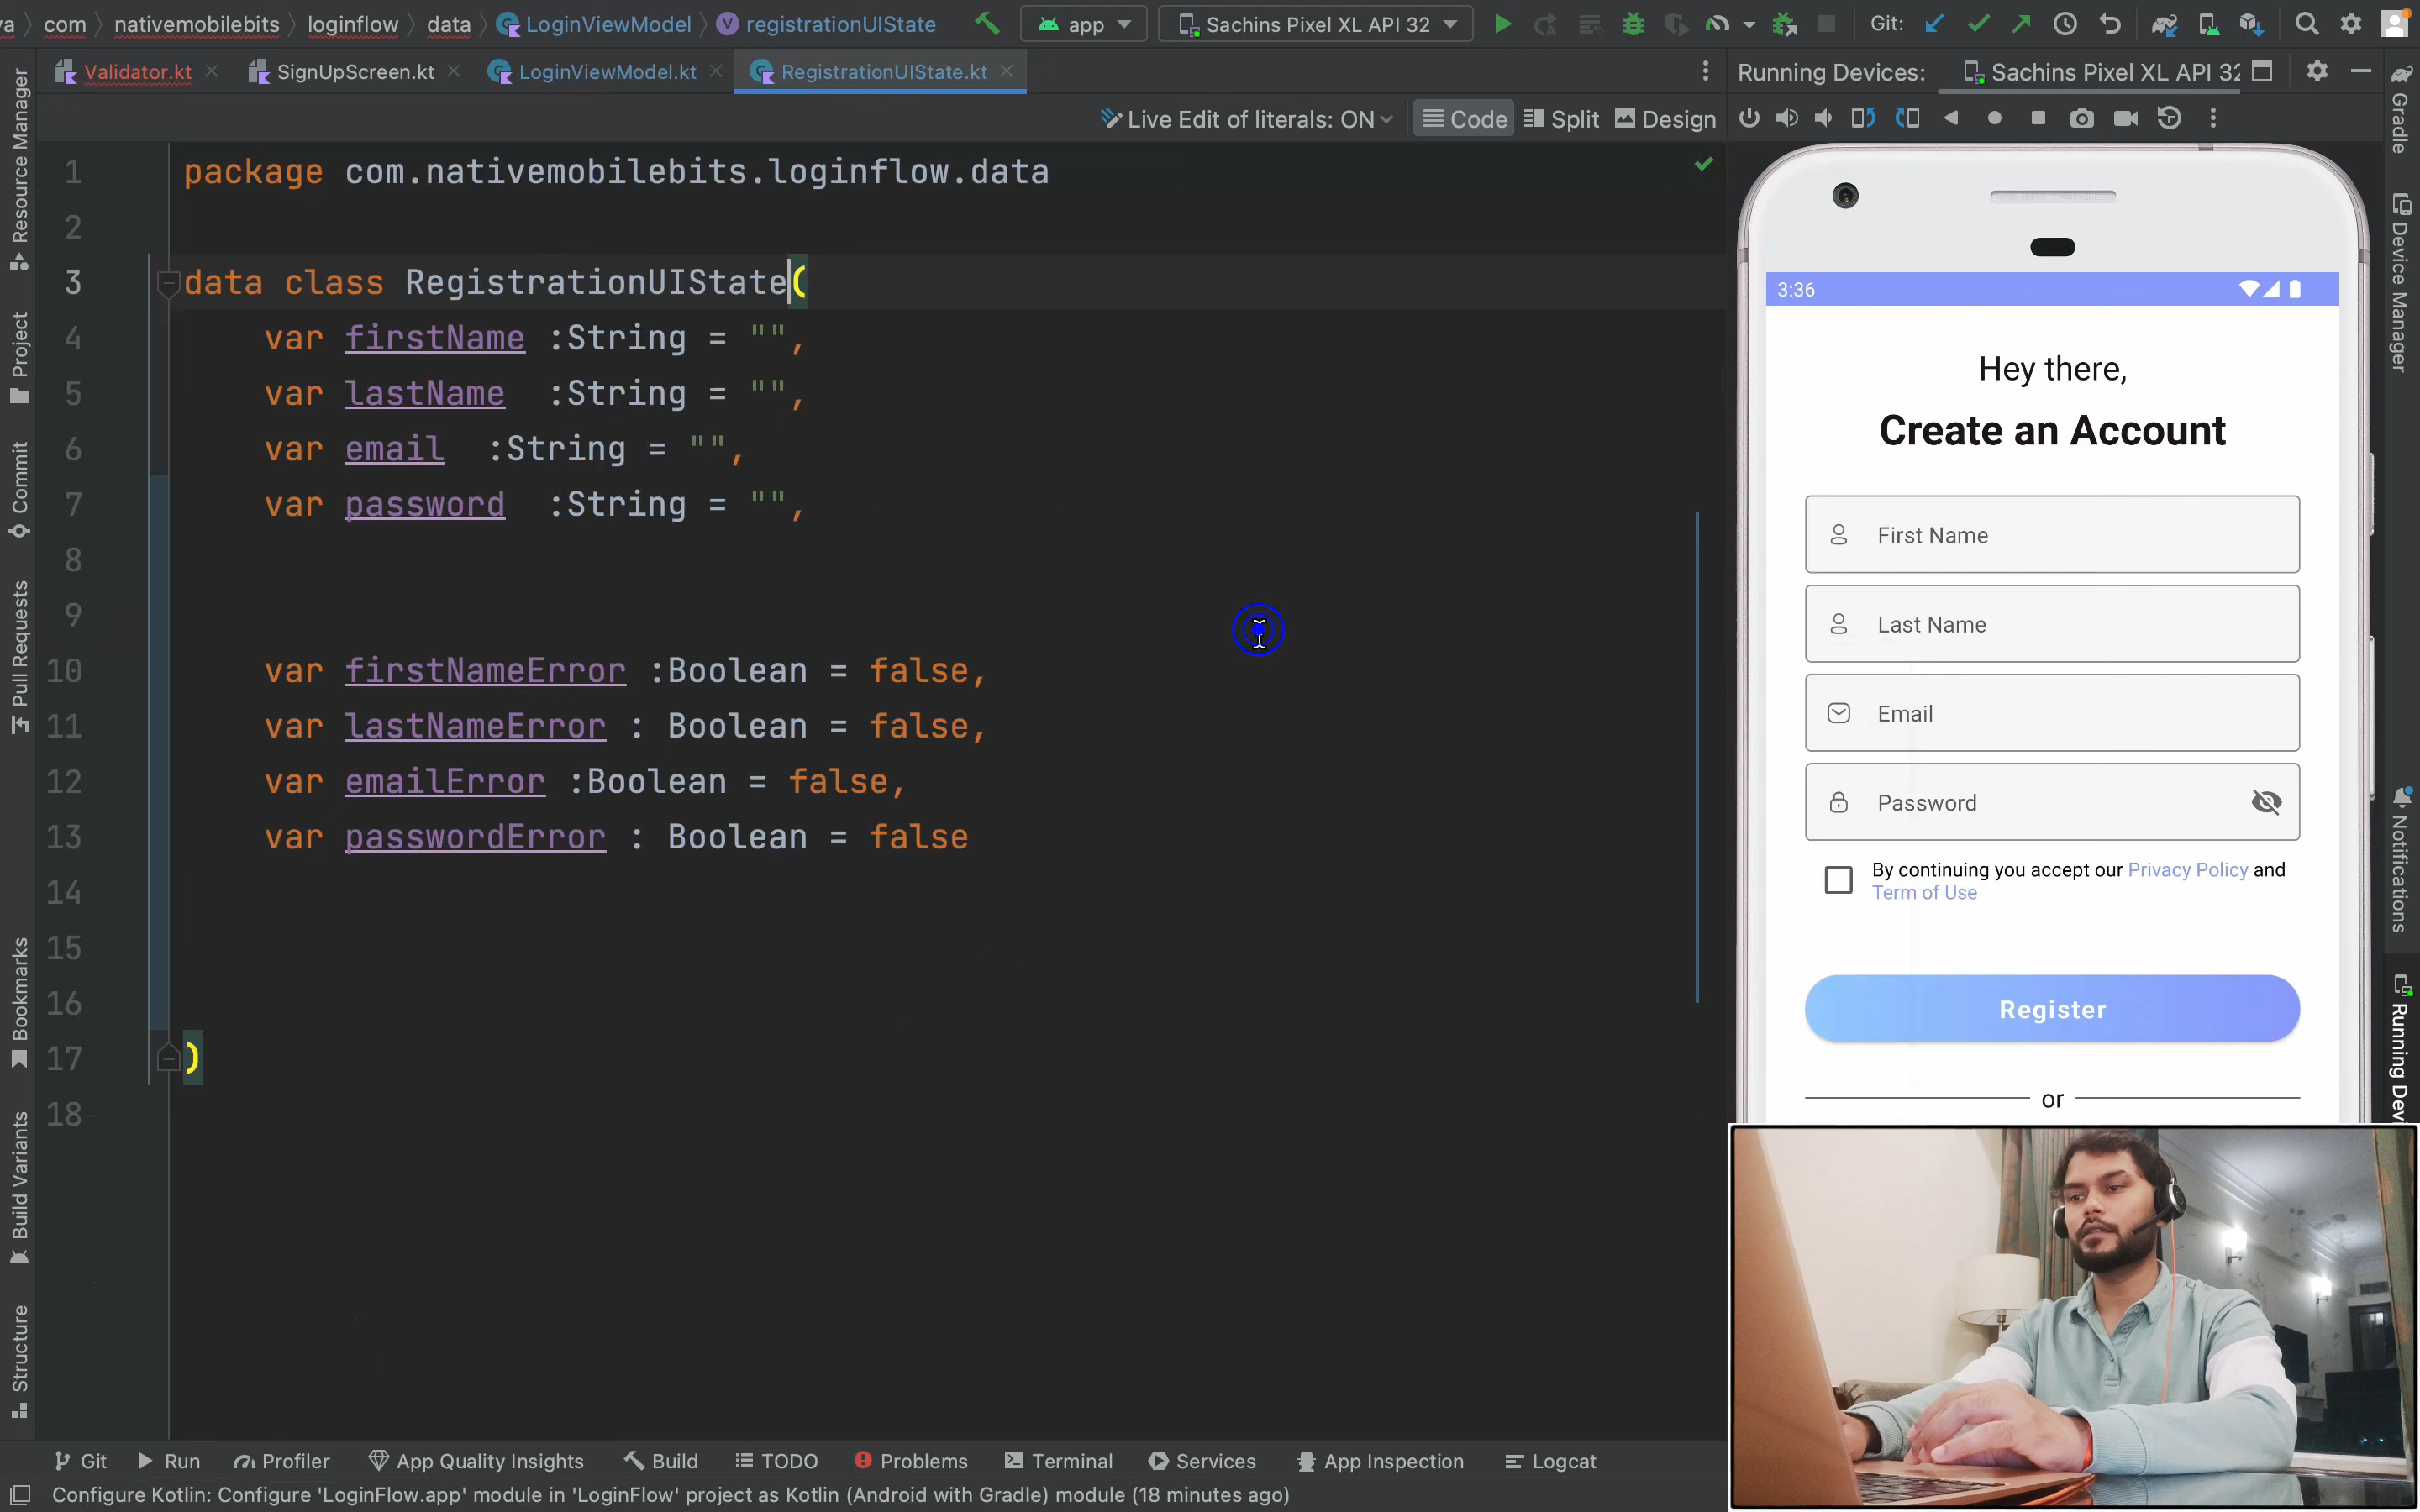 va com nativemobilebits loginflow data LoginViewModel registrationUIState app Sachins Pixel XL API 32 Git:
Validator.kt SignUpScreen.kt LoginViewModel.kt RegistrationUIState.kt Running Devices: Sachins Pixel XL API 32
Live Edit of literals: ON Code Split Design
1 package com.nativemobilebits.loginflow.data
2
3 data class RegistrationUIState(
4 var firstName :String = "",
5 var lastName  :String = "",
6 var email  :String = "",
7 var password  :String = "",
8
9
10 var firstNameError :Boolean = false,
11 var lastNameError : Boolean = false,
12 var emailError :Boolean = false,
13 var passwordError : Boolean = false
14
15
16
17 )
18
Resource Manager
Project
Commit
Pull Requests
Bookmarks
Build Variants
Structure
3:36
Hey there,
Create an Account
First Name
Last Name
Email
Password
By continuing you accept our Privacy Policy and
Term of Use
Register
or
Gradle
Device Manager
Notifications
Running Dev
Git Run Profiler App Quality Insights Build TODO Problems Terminal Services App Inspection Logcat
Configure Kotlin: Configure 'LoginFlow.app' module in 'LoginFlow' project as Kotlin (Android with Gradle) module (18 minutes ago)